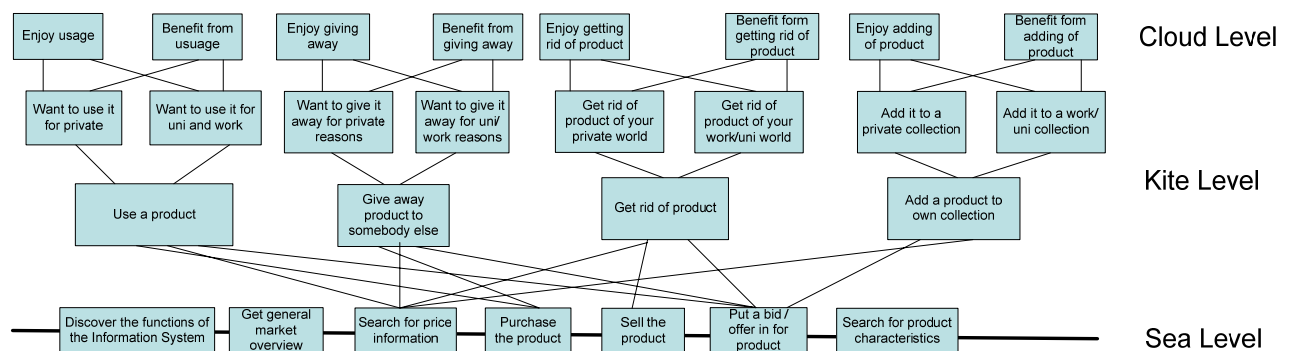 Enjoy usage
Benefit from
usuage
Enjoy giving
away
Benefit from
giving away
Enjoy getting
rid of product
Benefit form
getting rid of
product
Enjoy adding
of product
Benefit form
adding of
product
Cloud Level
Want to use it
for private
Want to use it for
uni and work
Want to give it
away for private
reasons
Want to give it
away for uni/
work reasons
Get rid of
product of your
private world
Get rid of
product of your
work/uni world
Add it to a
private collection
Add it to a work/
uni collection
Kite Level
Use a product
Give away
product to
somebody else
Get rid of product
Add a product to
own collection
Discover the functions of
the Information System
Get general
market
overview
Search for price
information
Purchase
the product
Sell the
product
Put a bid /
offer in for
product
Search for product
characteristics
Sea Level